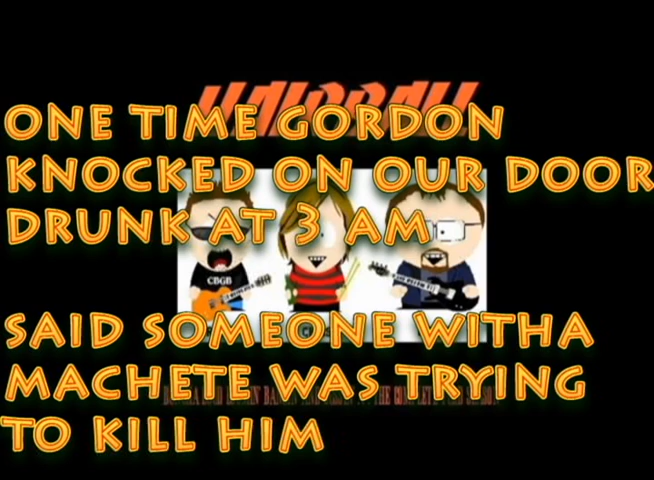 ONE TIME GORDON
KNOCKED ON OUR DOOR
DRUNK AT 3 AM
CBGB
SAID SOMEONE WITHA
MACHETE WAS TRYING
TO KILL HIM